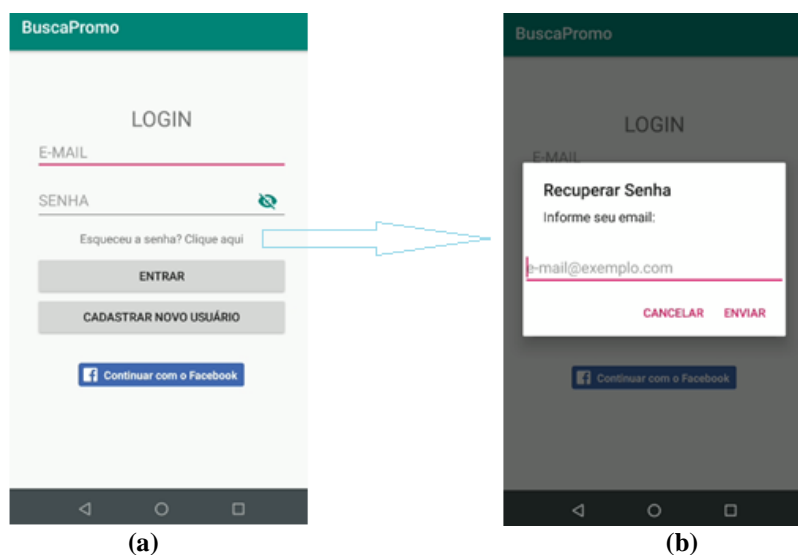 BuscaPromo
LOGIN
E-MAIL
SENHA
Esqueceu a senha? Clique aqui
ENTRAR
CADASTRAR NOVO USUÁRIO
Continuar com o Facebook
(a)
BuscaPromo
LOGIN
E-MAIL
Recuperar Senha
Informe seu email:
e-mail@exemplo.com
CANCELAR ENVIAR
Continuar com o Facebook
(b)